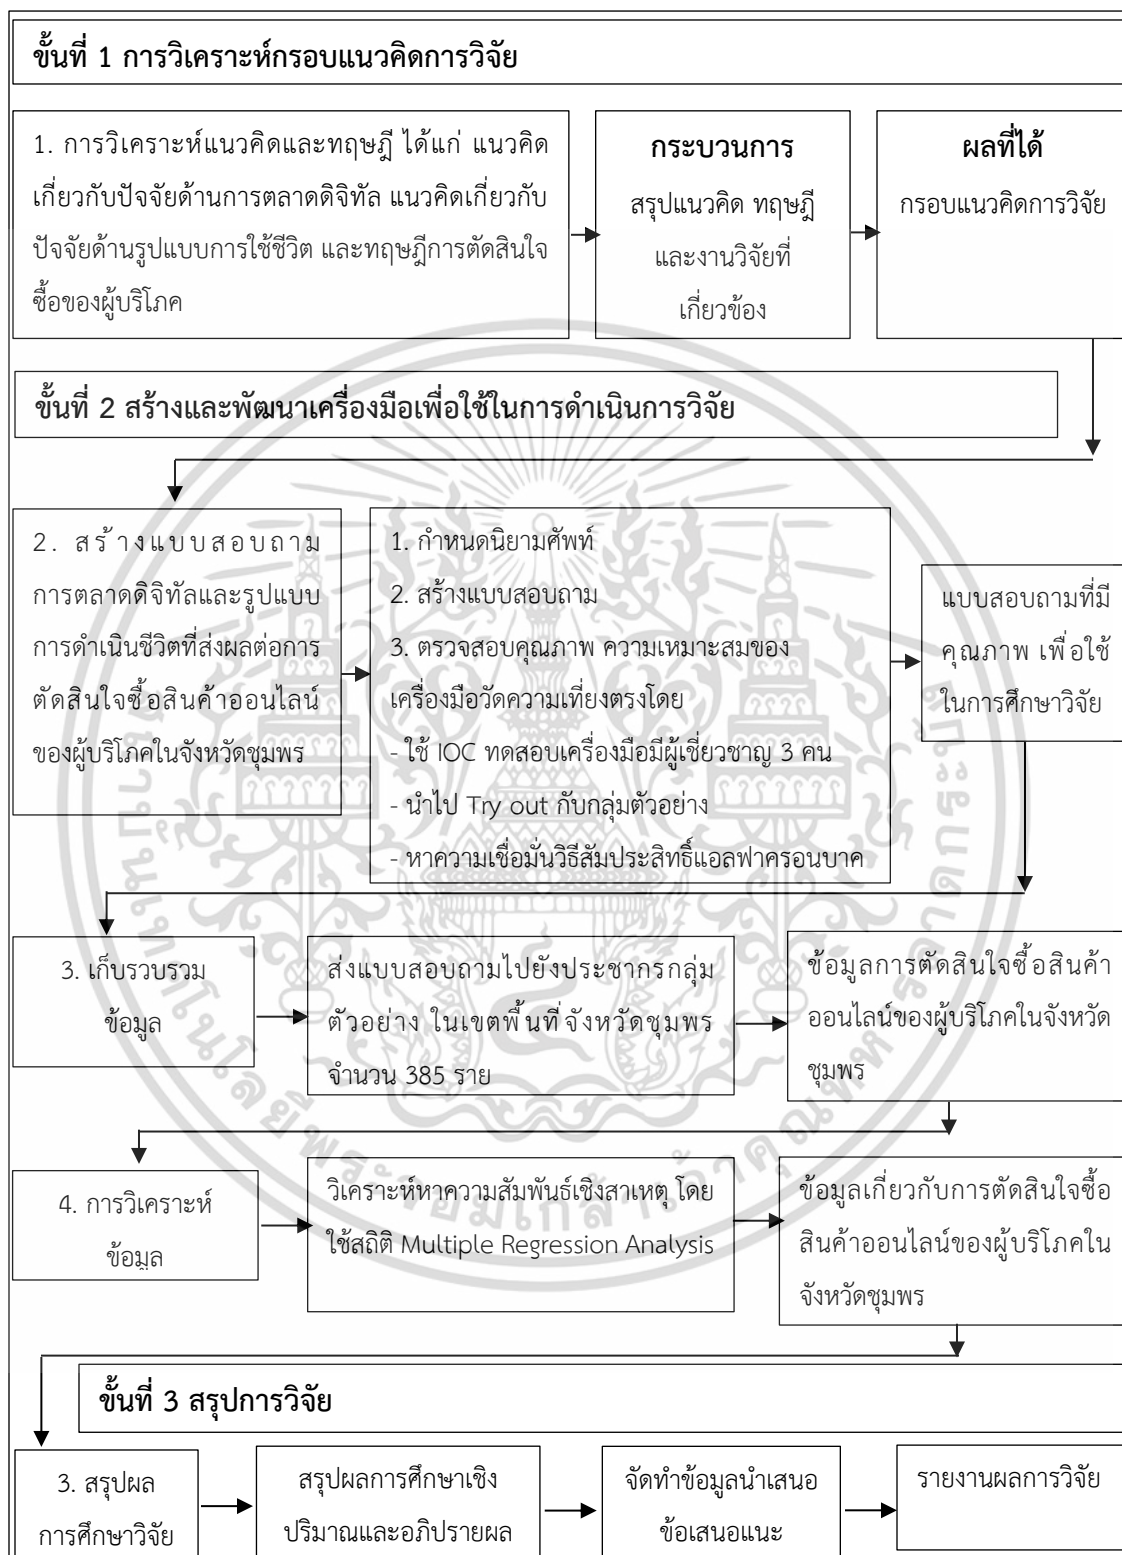 ขั้นที่ 1 การวิเคราะห์กรอบแนวคิดการวิจัย
1. การวิเคราะห์แนวคิดและทฤษฎี ได้แก่ แนวคิด
เกี่ยวกับปัจจัยด้านการตลาดดิจิทัล แนวคิดเกี่ยวกับ
ปัจจัยด้านรูปแบบการใช้ชีวิต และทฤษฎีการตัดสินใจ
ซื้อของผู้บริโภค
กระบวนการ
สรุปแนวคิด ทฤษฎี
และงานวิจัยที่
เกี่ยวข้อง
ผลที่ได้
กรอบแนวคิดการวิจัย
ขั้นที่ 2 สร้างและพัฒนาเครื่องมือเพื่อใช้ในการดำเนินการวิจัย
2. สร้างแบบสอบถาม
การตลาดดิจิทัลและรูปแบบ
การดำเนินชีวิตที่ส่งผลต่อการ
ตัดสินใจซื้อสินค้าออนไลน์
ของผู้บริโภคในจังหวัดชุมพร
1. กำหนดนิยามศัพท์
2. สร้างแบบสอบถาม
3. ตรวจสอบคุณภาพ ความเหมาะสมของ
เครื่องมือวัดความเที่ยงตรงโดย
- ใช้ IOC ทดสอบเครื่องมือมีผู้เชี่ยวชาญ 3 คน
- นำไป Try out กับกลุ่มตัวอย่าง
- หาความเชื่อมั่นวิธีสัมประสิทธิ์แอลฟาครอนบาค
แบบสอบถามที่มี
คุณภาพ เพื่อใช้
ในการศึกษาวิจัย
3. เก็บรวบรวม
ข้อมูล
ส่งแบบสอบถามไปยังประชากรกลุ่ม
ตัวอย่าง ในเขตพื้นที่จังหวัดชุมพร
จำนวน 385 ราย
ข้อมูลการตัดสินใจซื้อสินค้า
ออนไลน์ของผู้บริโภคในจังหวัด
ชุมพร
4. การวิเคราะห์
ข้อมูล
วิเคราะห์หาความสัมพันธ์เชิงสาเหตุ โดย
ใช้สถิติ Multiple Regression Analysis
ข้อมูลเกี่ยวกับการตัดสินใจซื้อ
สินค้าออนไลน์ของผู้บริโภคใน
จังหวัดชุมพร
ขั้นที่ 3 สรุปการวิจัย
3. สรุปผล
การศึกษาวิจัย
สรุปผลการศึกษาเชิง
ปริมาณและอภิปรายผล
จัดทำข้อมูลนำเสนอ
ข้อเสนอแนะ
รายงานผลการวิจัย
สถาบันเทคโนโลยีพระจอมเกล้าเจ้าคุณทหารลาดกระบัง